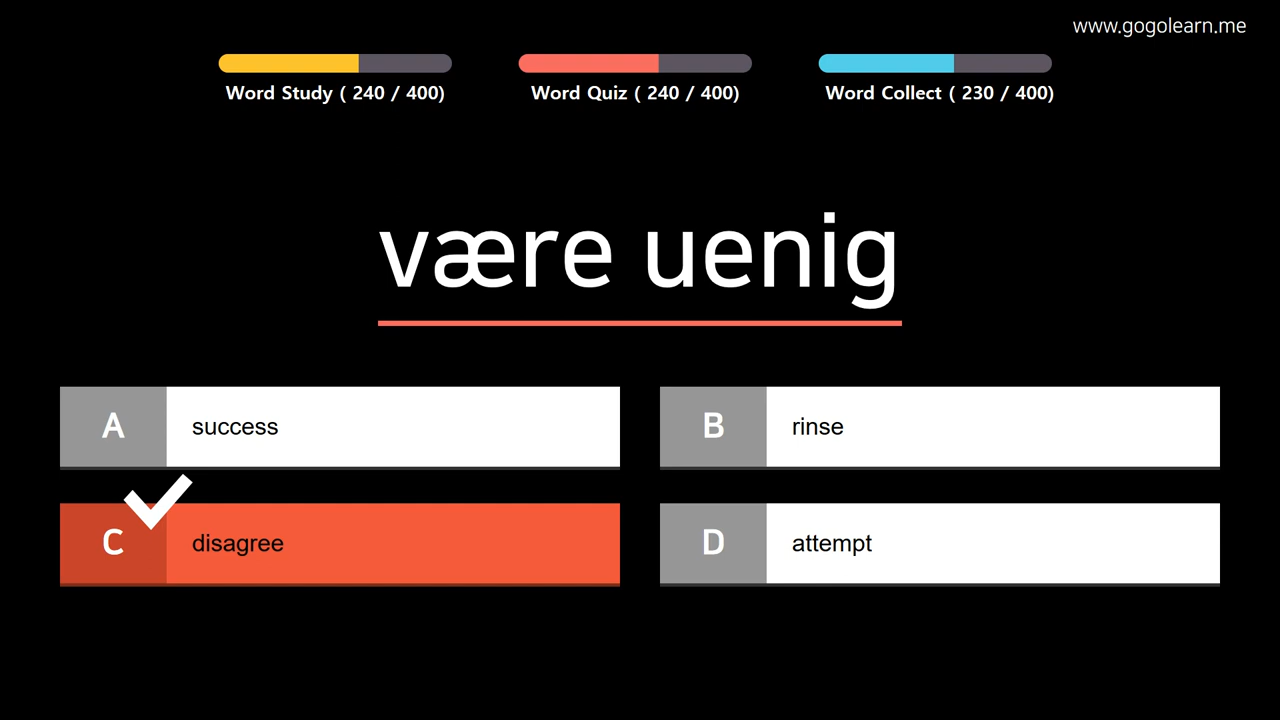 www.gogolearn.me
Word Study ( 240 / 400)
Word Quiz ( 240 / 400)
Word Collect ( 230 / 400)
være uenig
A
success
B
rinse
C
disagree
D
attempt